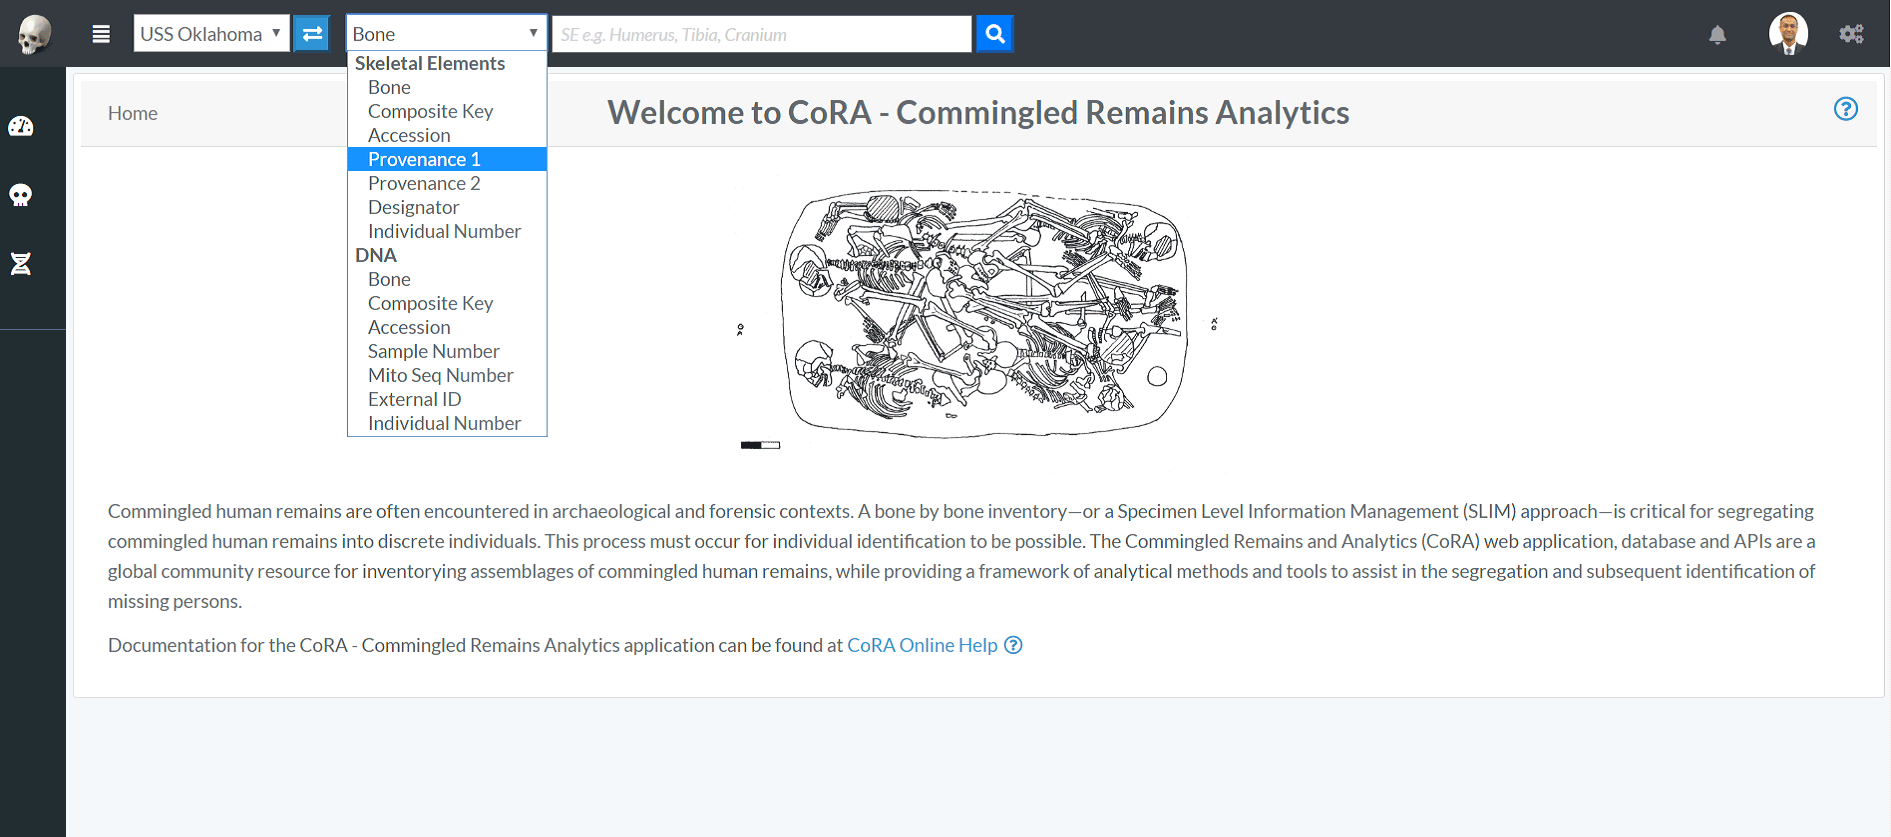 USS Oklahoma
Bone
SE e.g. Humerus, Tibia, Cranium
Skeletal Elements
Bone
Composite Key
Accession
Provenance 1
Provenance 2
Designator
Individual Number
DNA
Bone
Composite Key
Accession
Sample Number
Mito Seq Number
External ID
Individual Number
Home
Welcome to CoRA - Commingled Remains Analytics
Commingled human remains are often encountered in archaeological and forensic contexts. A bone by bone inventory—or a Specimen Level Information Management (SLIM) approach—is critical for segregating
commingled human remains into discrete individuals. This process must occur for individual identification to be possible. The Commingled Remains and Analytics (CoRA) web application, database and APIs are a
global community resource for inventorying assemblages of commingled human remains, while providing a framework of analytical methods and tools to assist in the segregation and subsequent identification of
missing persons.
Documentation for the CoRA - Commingled Remains Analytics application can be found at CoRA Online Help